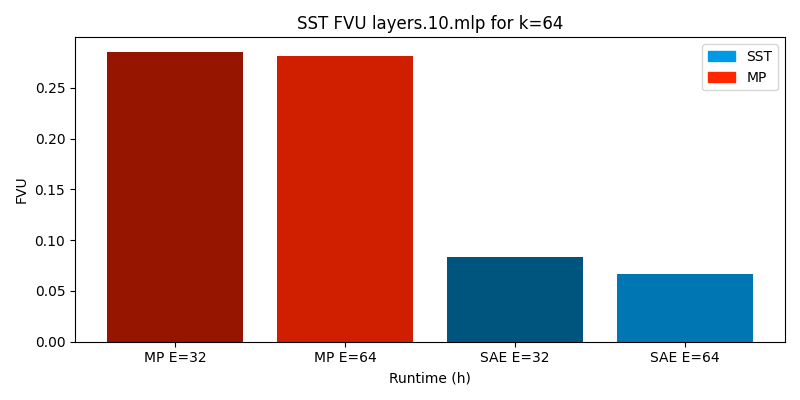 SST FVU layers.10.mlp for k=64
SST
MP
FVU
0.25
0.20
0.15
0.10
0.05
0.00
MP E=32
MP E=64
SAE E=32
SAE E=64
Runtime (h)